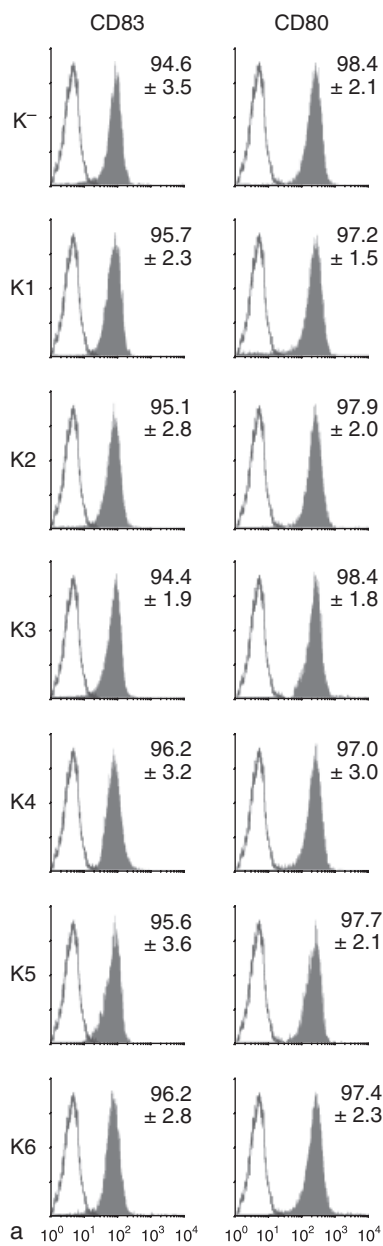 CD83 CD80
94.6 98.4
± 3.5 ± 2.1
K–
95.7 97.2
± 2.3 ± 1.5
K1
95.1 97.9
± 2.8 ± 2.0
K2
94.4 98.4
± 1.9 ± 1.8
K3
96.2 97.0
± 3.2 ± 3.0
K4
95.6 97.7
± 3.6 ± 2.1
K5
96.2 97.4
± 2.8 ± 2.3
K6
a 10⁰ 10¹ 10² 10³ 10⁴ 10⁰ 10¹ 10² 10³ 10⁴